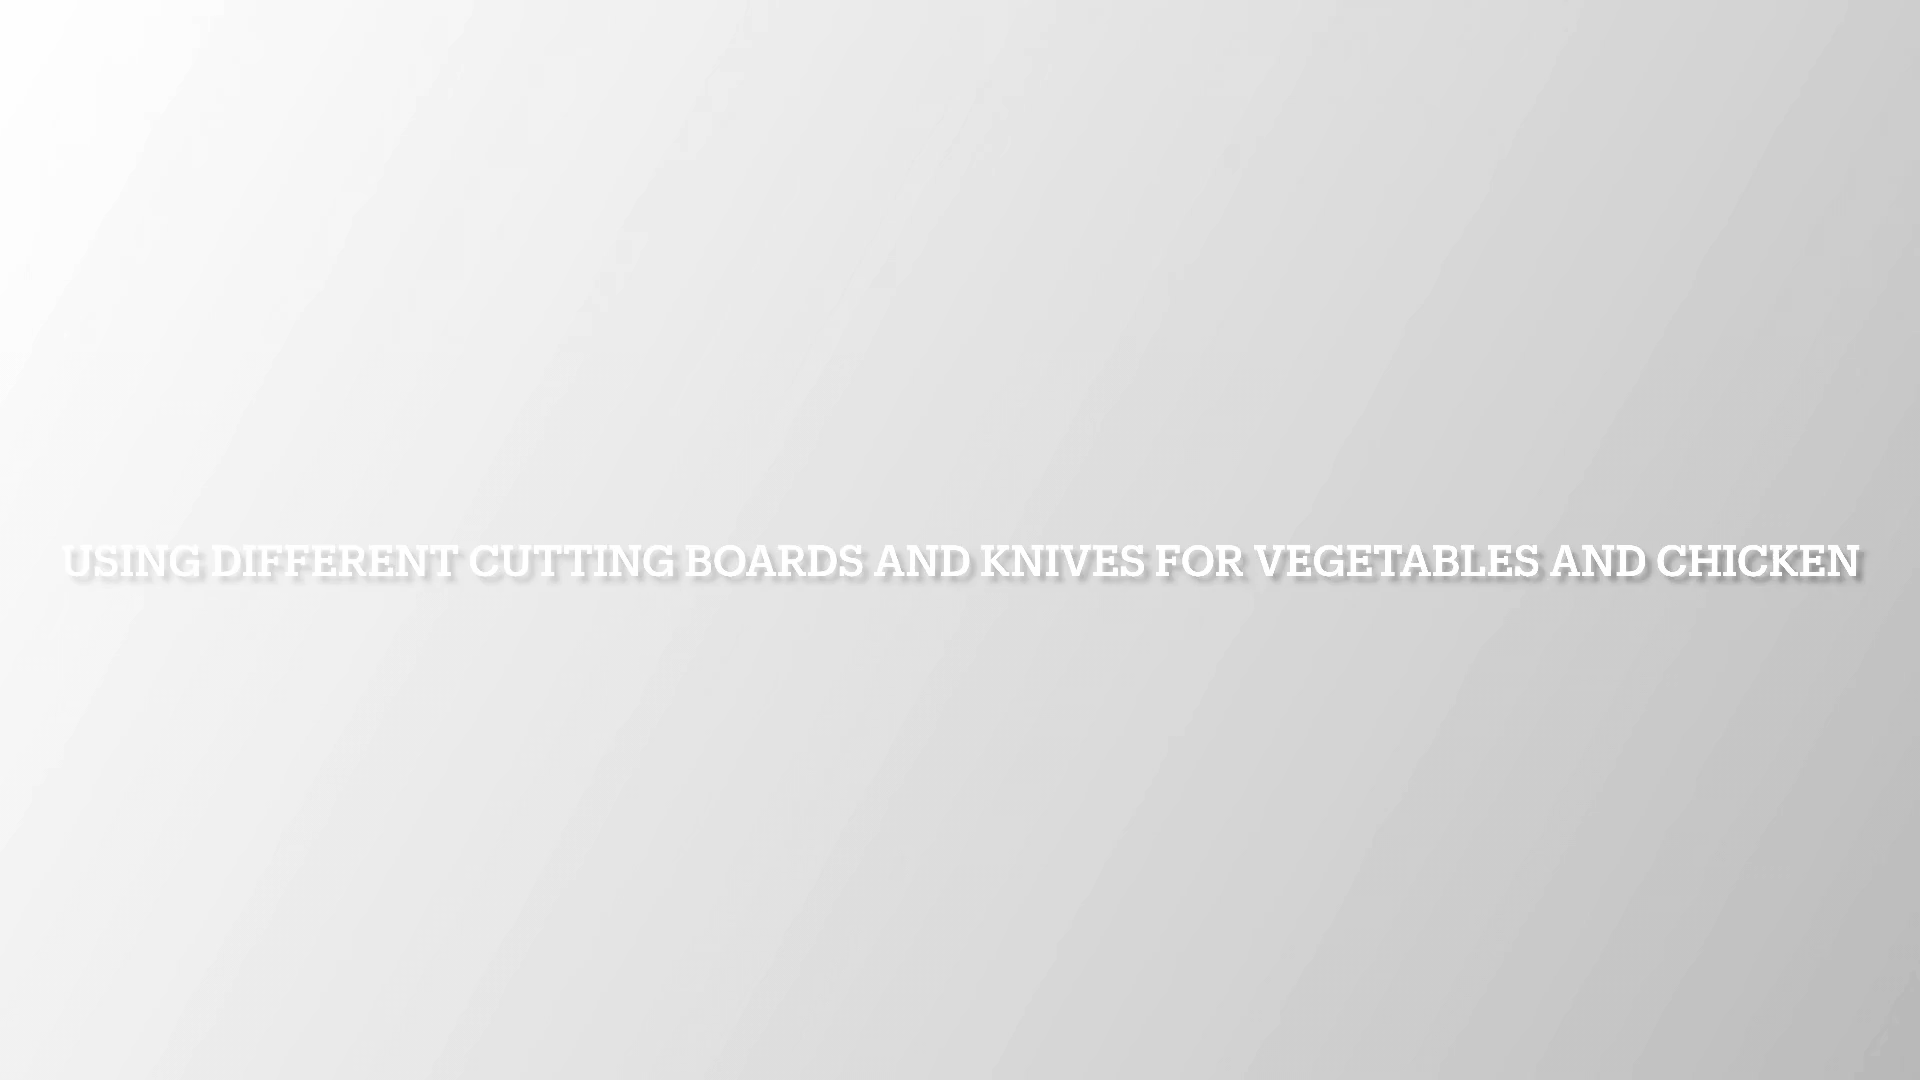 USING DIFFERENT CUTTING BOARDS AND KNIVES FOR VEGETABLES AND CHICKEN